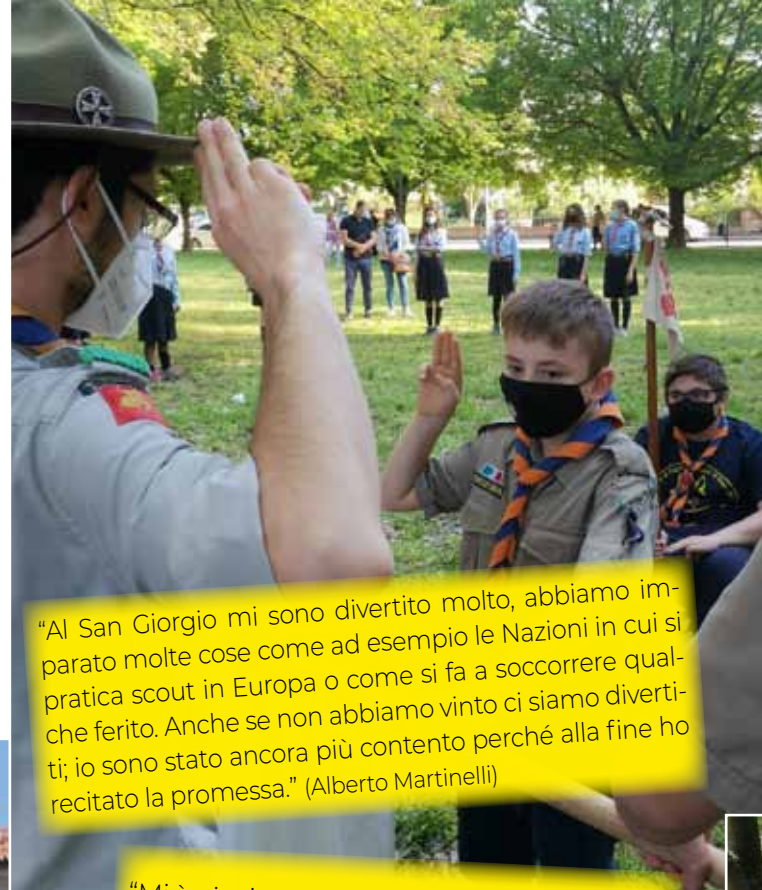 “Al San Giorgio mi sono divertito molto, abbiamo im-
parato molte cose come ad esempio le Nazioni in cui si
pratica scout in Europa o come si fa a soccorrere qual-
che ferito. Anche se non abbiamo vinto ci siamo diverti-
ti; io sono stato ancora più contento perché alla fine ho
recitato la promessa.” (Alberto Martinelli)